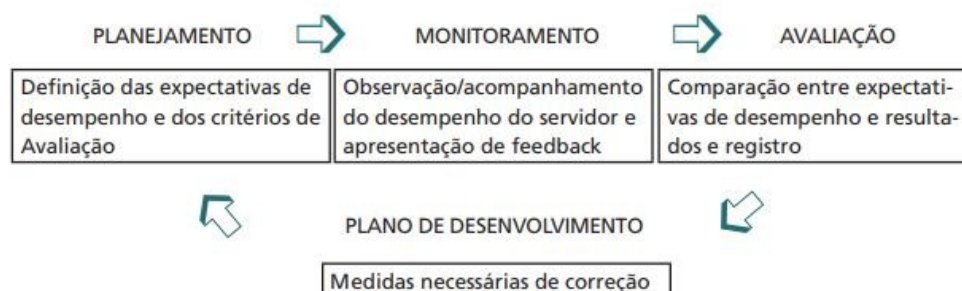 PLANEJAMENTO MONITORAMENTO AVALIAÇÃO
Definição das expectativas de
desempenho e dos critérios de
Avaliação
Observação/acompanhamento
do desempenho do servidor e
apresentação de feedback
Comparação entre expectati-
vas de desempenho e resulta-
dos e registro
PLANO DE DESENVOLVIMENTO
Medidas necessárias de correção